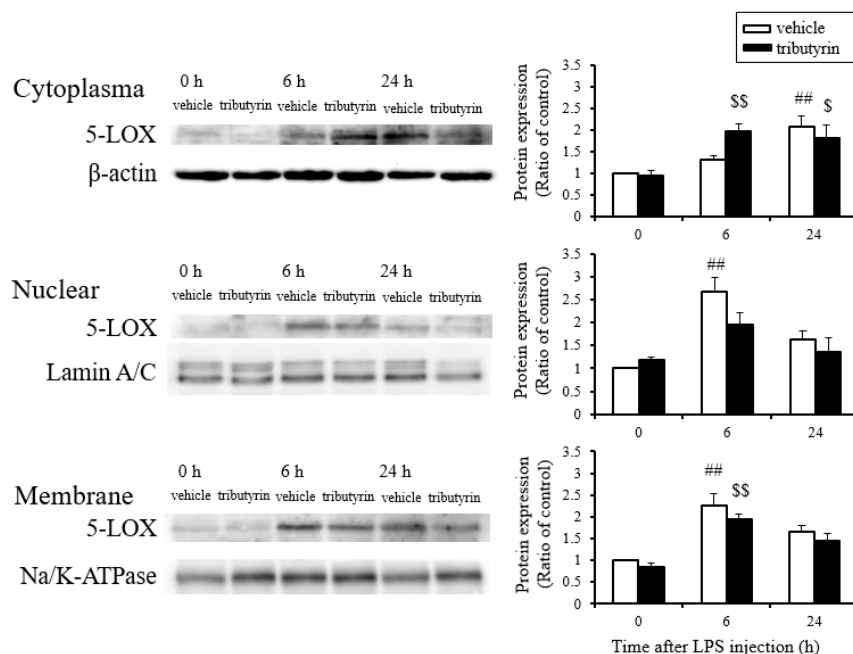 Cytoplasma
0 h 6 h 24 h
vehicle tributyrin vehicle tributyrin vehicle tributyrin
5-LOX
β-actin
Nuclear
0 h 6 h 24 h
vehicle tributyrin vehicle tributyrin vehicle tributyrin
5-LOX
Lamin A/C
Membrane
0 h 6 h 24 h
vehicle tributyrin vehicle tributyrin vehicle tributyrin
5-LOX
Na/K-ATPase
vehicle
tributyrin
Protein expression
(Ratio of control)
3.5
3
2.5
2
1.5
1
0.5
0
$$ ## $
0 6 24
Protein expression
(Ratio of control)
3.5
3
2.5
2
1.5
1
0.5
0
##
0 6 24
Protein expression
(Ratio of control)
3.5
3
2.5
2
1.5
1
0.5
0
## $$
0 6 24
Time after LPS injection (h)